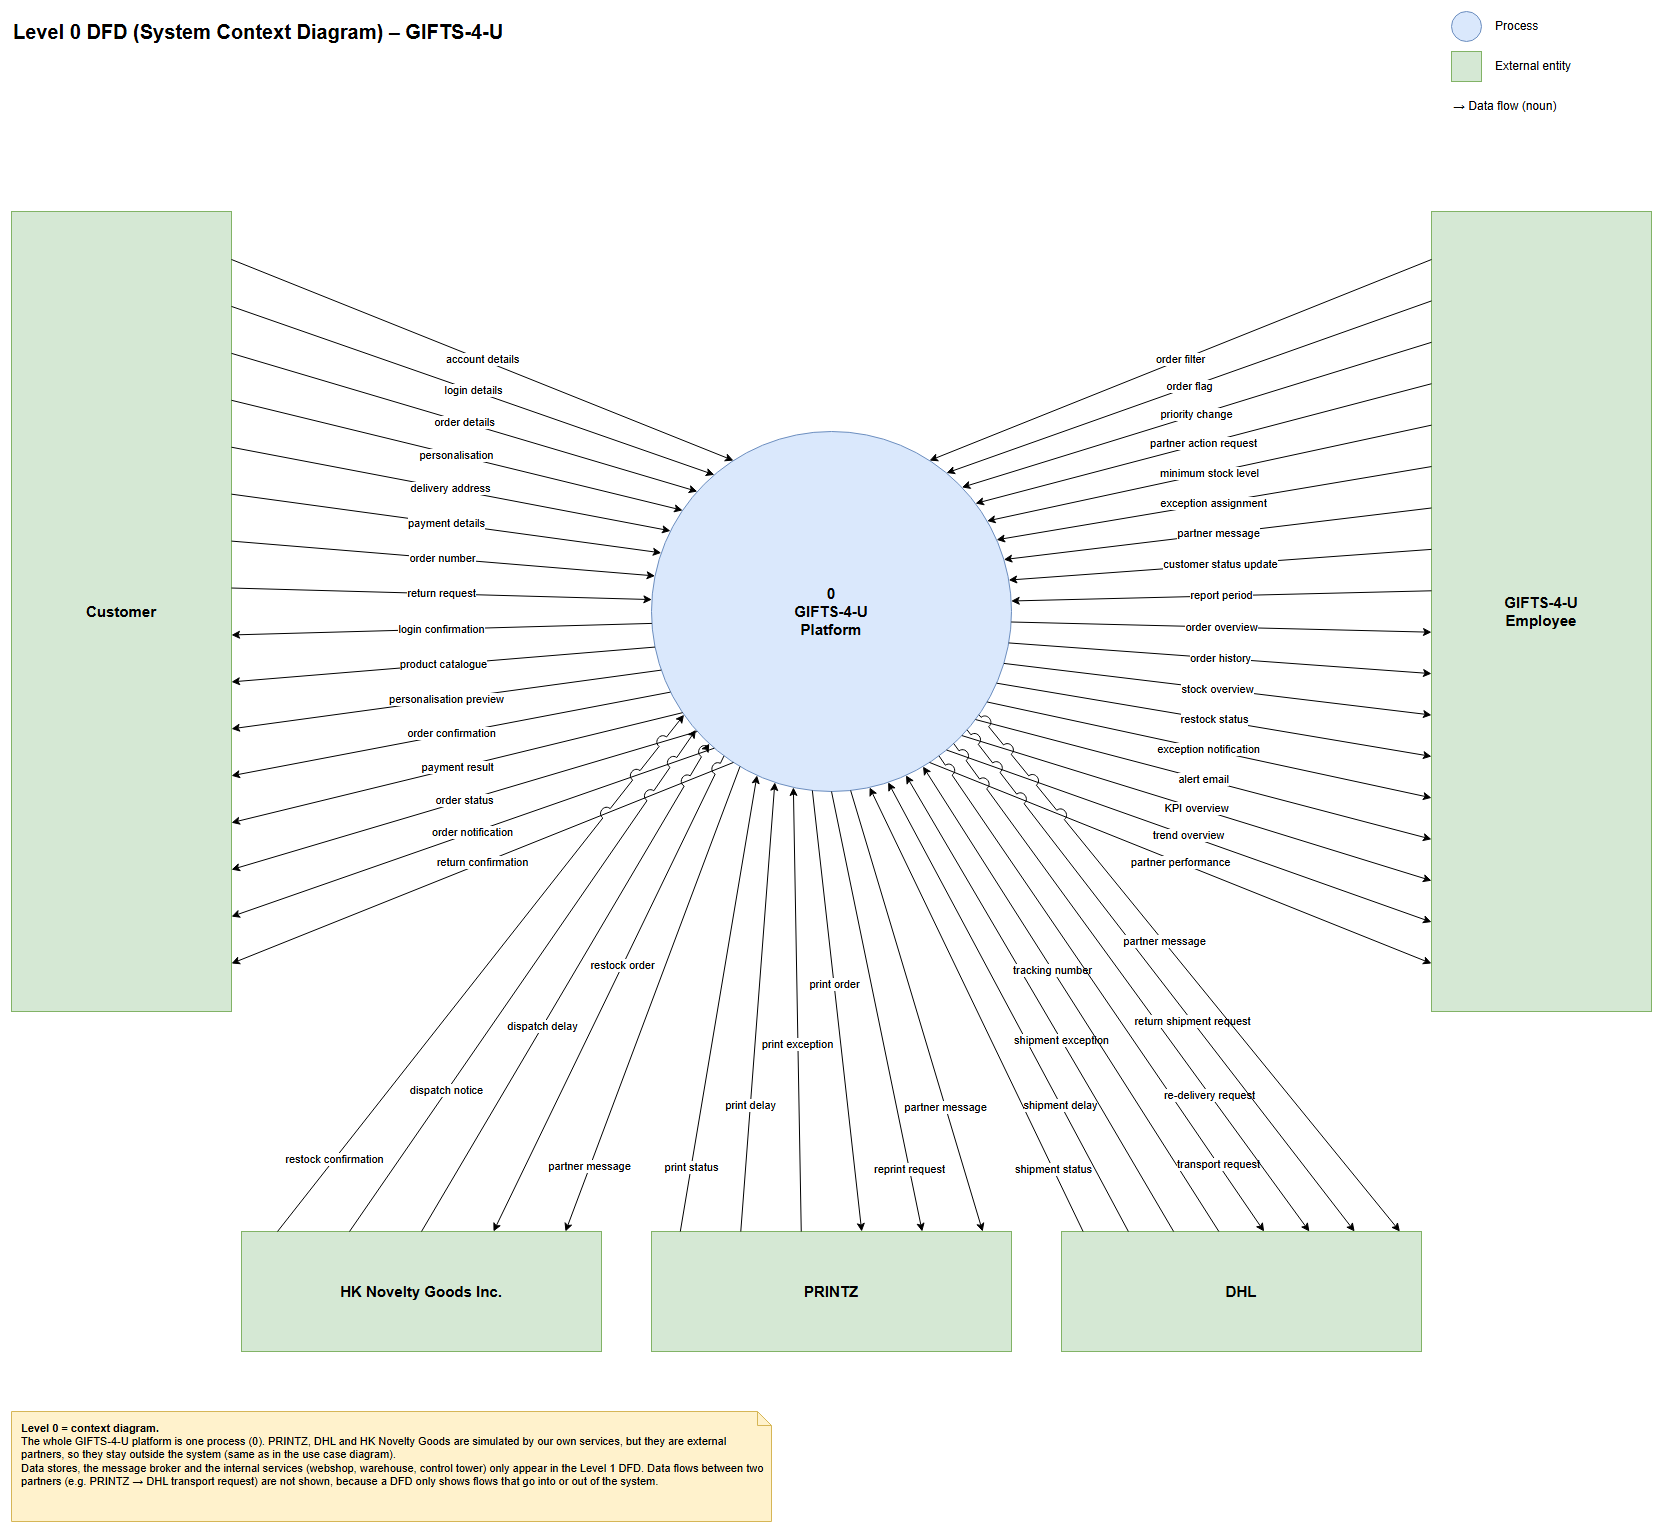 Level 0 DFD (System Context Diagram) – GIFTS-4-U
Process
External entity
→ Data flow (noun)
Customer
account details
login details
order details
personalisation
delivery address
payment details
order number
return request
login confirmation
product catalogue
personalisation preview
order confirmation
payment result
order status
order notification
return confirmation
0
GIFTS-4-U
Platform
order filter
order flag
priority change
partner action request
minimum stock level
exception assignment
partner message
customer status update
report period
order overview
order history
stock overview
restock status
exception notification
alert email
KPI overview
trend overview
partner performance
GIFTS-4-U
Employee
restock order
dispatch delay
dispatch notice
restock confirmation
partner message
print order
print exception
print delay
print status
partner message
reprint request
partner message
tracking number
return shipment request
shipment exception
re-delivery request
shipment delay
transport request
shipment status
HK Novelty Goods Inc.
PRINTZ
DHL
Level 0 = context diagram.
The whole GIFTS-4-U platform is one process (0). PRINTZ, DHL and HK Novelty Goods are simulated by our own services, but they are external
partners, so they stay outside the system (same as in the use case diagram).
Data stores, the message broker and the internal services (webshop, warehouse, control tower) only appear in the Level 1 DFD. Data flows between two
partners (e.g. PRINTZ → DHL transport request) are not shown, because a DFD only shows flows that go into or out of the system.